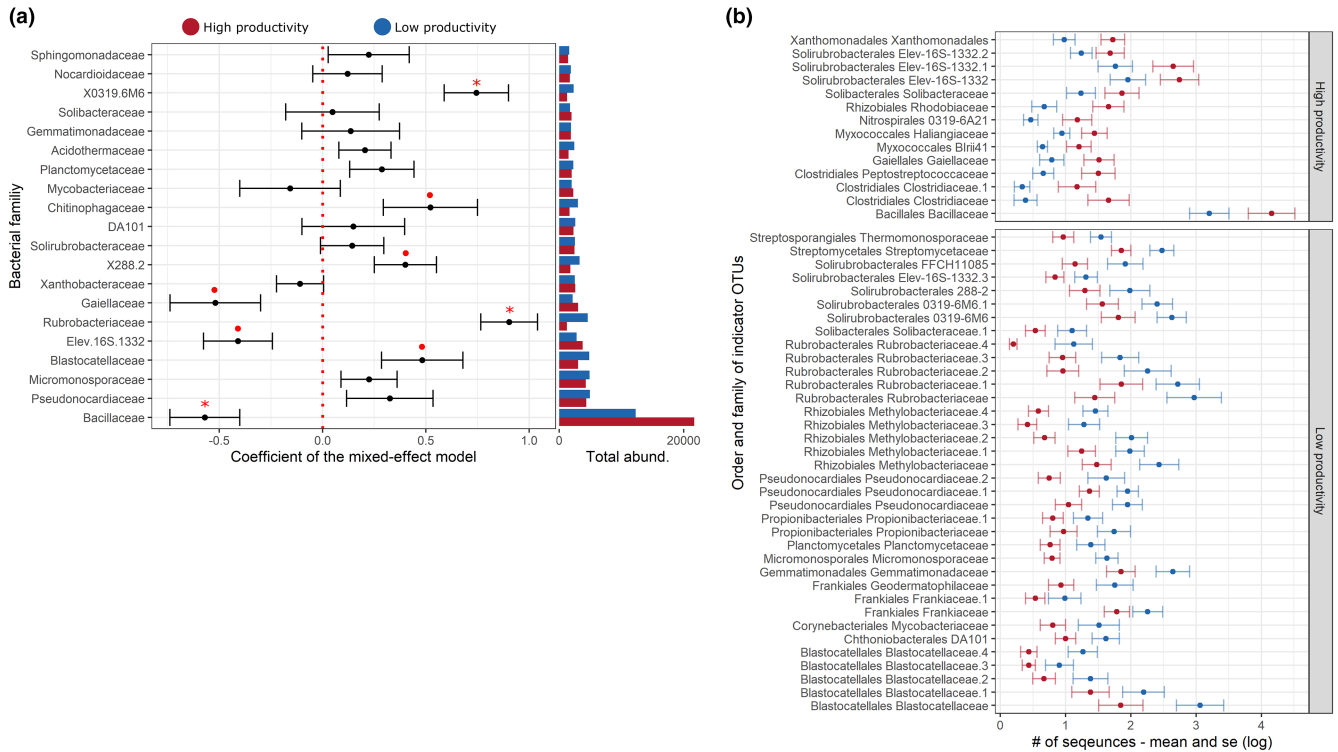 (a)
High productivity
Low productivity
Bacterial familiy
Sphingomonadaceae
Nocardioidaceae
X0319.6M6
Solibacteraceae
Gemmatimonadaceae
Acidothermaceae
Planctomycetaceae
Mycobacteriaceae
Chitinophagaceae
DA101
Solirubrobacteraceae
X288.2
Xanthobacteraceae
Gaiellaceae
Rubrobacteriaceae
Elev.16S.1332
Blastocatellaceae
Micromonosporaceae
Pseudonocardiaceae
Bacillaceae
*
*
*
-0.5 0.0 0.5 1.0
0 20000
Coefficient of the mixed-effect model
Total abund.
(b)
Order and family of indicator OTUs
Xanthomonadales Xanthomonadales
Solirubrobacterales Elev-16S-1332.2
Solirubrobacterales Elev-16S-1332.1
Solirubrobacterales Elev-16S-1332
Solibacterales Solibacteraceae
Rhizobiales Rhodobiaceae
Nitrospirales 0319-6A21
Myxococcales Haliangiaceae
Myxococcales BIrii41
Gaiellales Gaiellaceae
Clostridiales Peptostreptococcaceae
Clostridiales Clostridiaceae.1
Clostridiales Clostridiaceae
Bacillales Bacillaceae
High productivity
Streptosporangiales Thermomonosporaceae
Streptomycetales Streptomycetaceae
Solirubrobacterales FFCH11085
Solirubrobacterales Elev-16S-1332.3
Solirubrobacterales 288-2
Solirubrobacterales 0319-6M6.1
Solirubrobacterales 0319-6M6
Solibacterales Solibacteraceae.1
Rubrobacterales Rubrobacteriaceae.4
Rubrobacterales Rubrobacteriaceae.3
Rubrobacterales Rubrobacteriaceae.2
Rubrobacterales Rubrobacteriaceae.1
Rubrobacterales Rubrobacteriaceae
Rhizobiales Methylobacteriaceae.4
Rhizobiales Methylobacteriaceae.3
Rhizobiales Methylobacteriaceae.2
Rhizobiales Methylobacteriaceae.1
Rhizobiales Methylobacteriaceae
Pseudonocardiales Pseudonocardiaceae.2
Pseudonocardiales Pseudonocardiaceae.1
Pseudonocardiales Pseudonocardiaceae
Propionibacteriales Propionibacteriaceae.1
Propionibacteriales Propionibacteriaceae
Planctomycetales Planctomycetaceae
Micromonosporales Micromonosporaceae
Gemmatimonadales Gemmatimonadaceae
Frankiales Geodermatophilaceae
Frankiales Frankiaceae.1
Frankiales Frankiaceae
Corynebacteriales Mycobacteriaceae
Chthoniobacterales DA101
Blastocatellales Blastocatellaceae.4
Blastocatellales Blastocatellaceae.3
Blastocatellales Blastocatellaceae.2
Blastocatellales Blastocatellaceae.1
Blastocatellales Blastocatellaceae
Low productivity
0 1 2 3 4
# of seqeunces - mean and se (log)